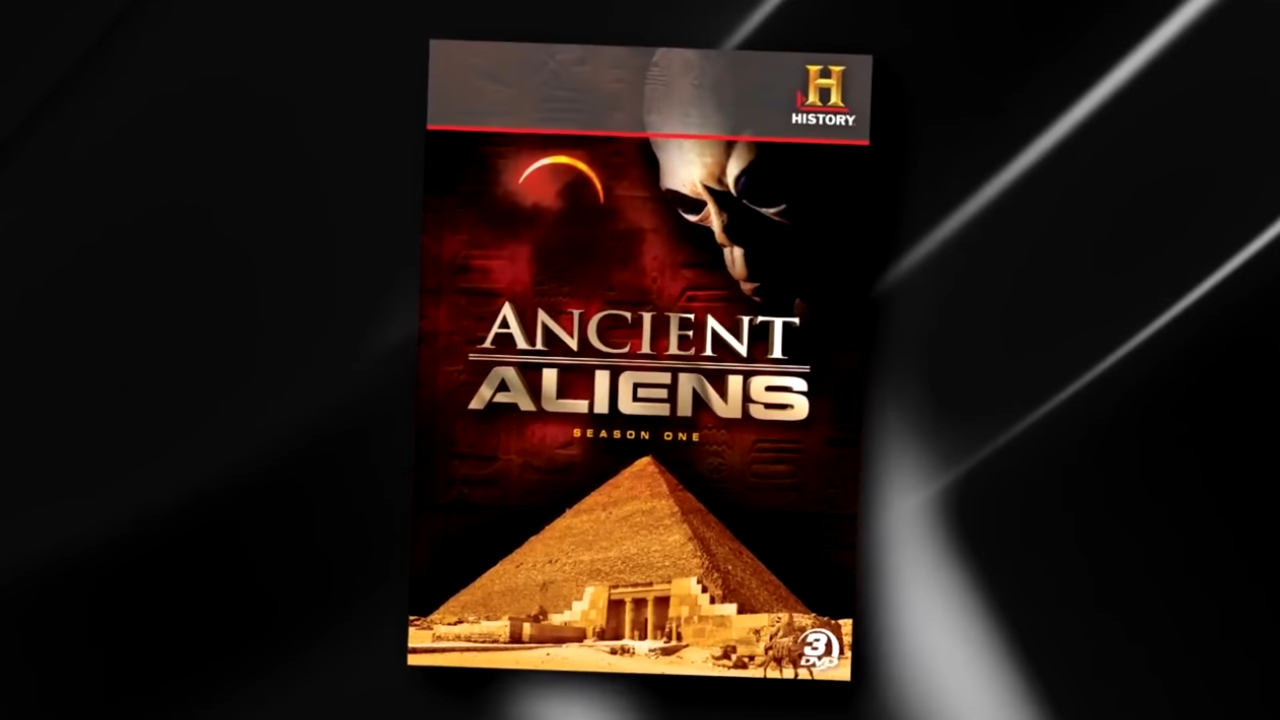 H
HISTORY
ANCIENT
ALIENS
SEASON ONE
3
DVD